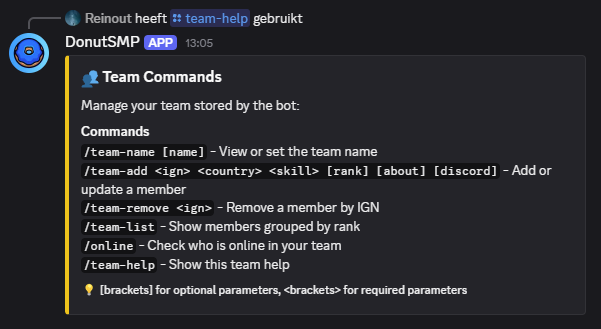 Reinout heeft team-help gebruikt
DonutSMP APP 13:05
Team Commands
Manage your team stored by the bot:
Commands
/team-name [name] - View or set the team name
/team-add <ign> <country> <skill> [rank] [about] [discord] - Add or
update a member
/team-remove <ign> - Remove a member by IGN
/team-list - Show members grouped by rank
/online - Check who is online in your team
/team-help - Show this team help
[brackets] for optional parameters, <brackets> for required parameters